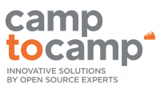 camp
tocamp
INNOVATIVE SOLUTIONS
BY OPEN SOURCE EXPERTS